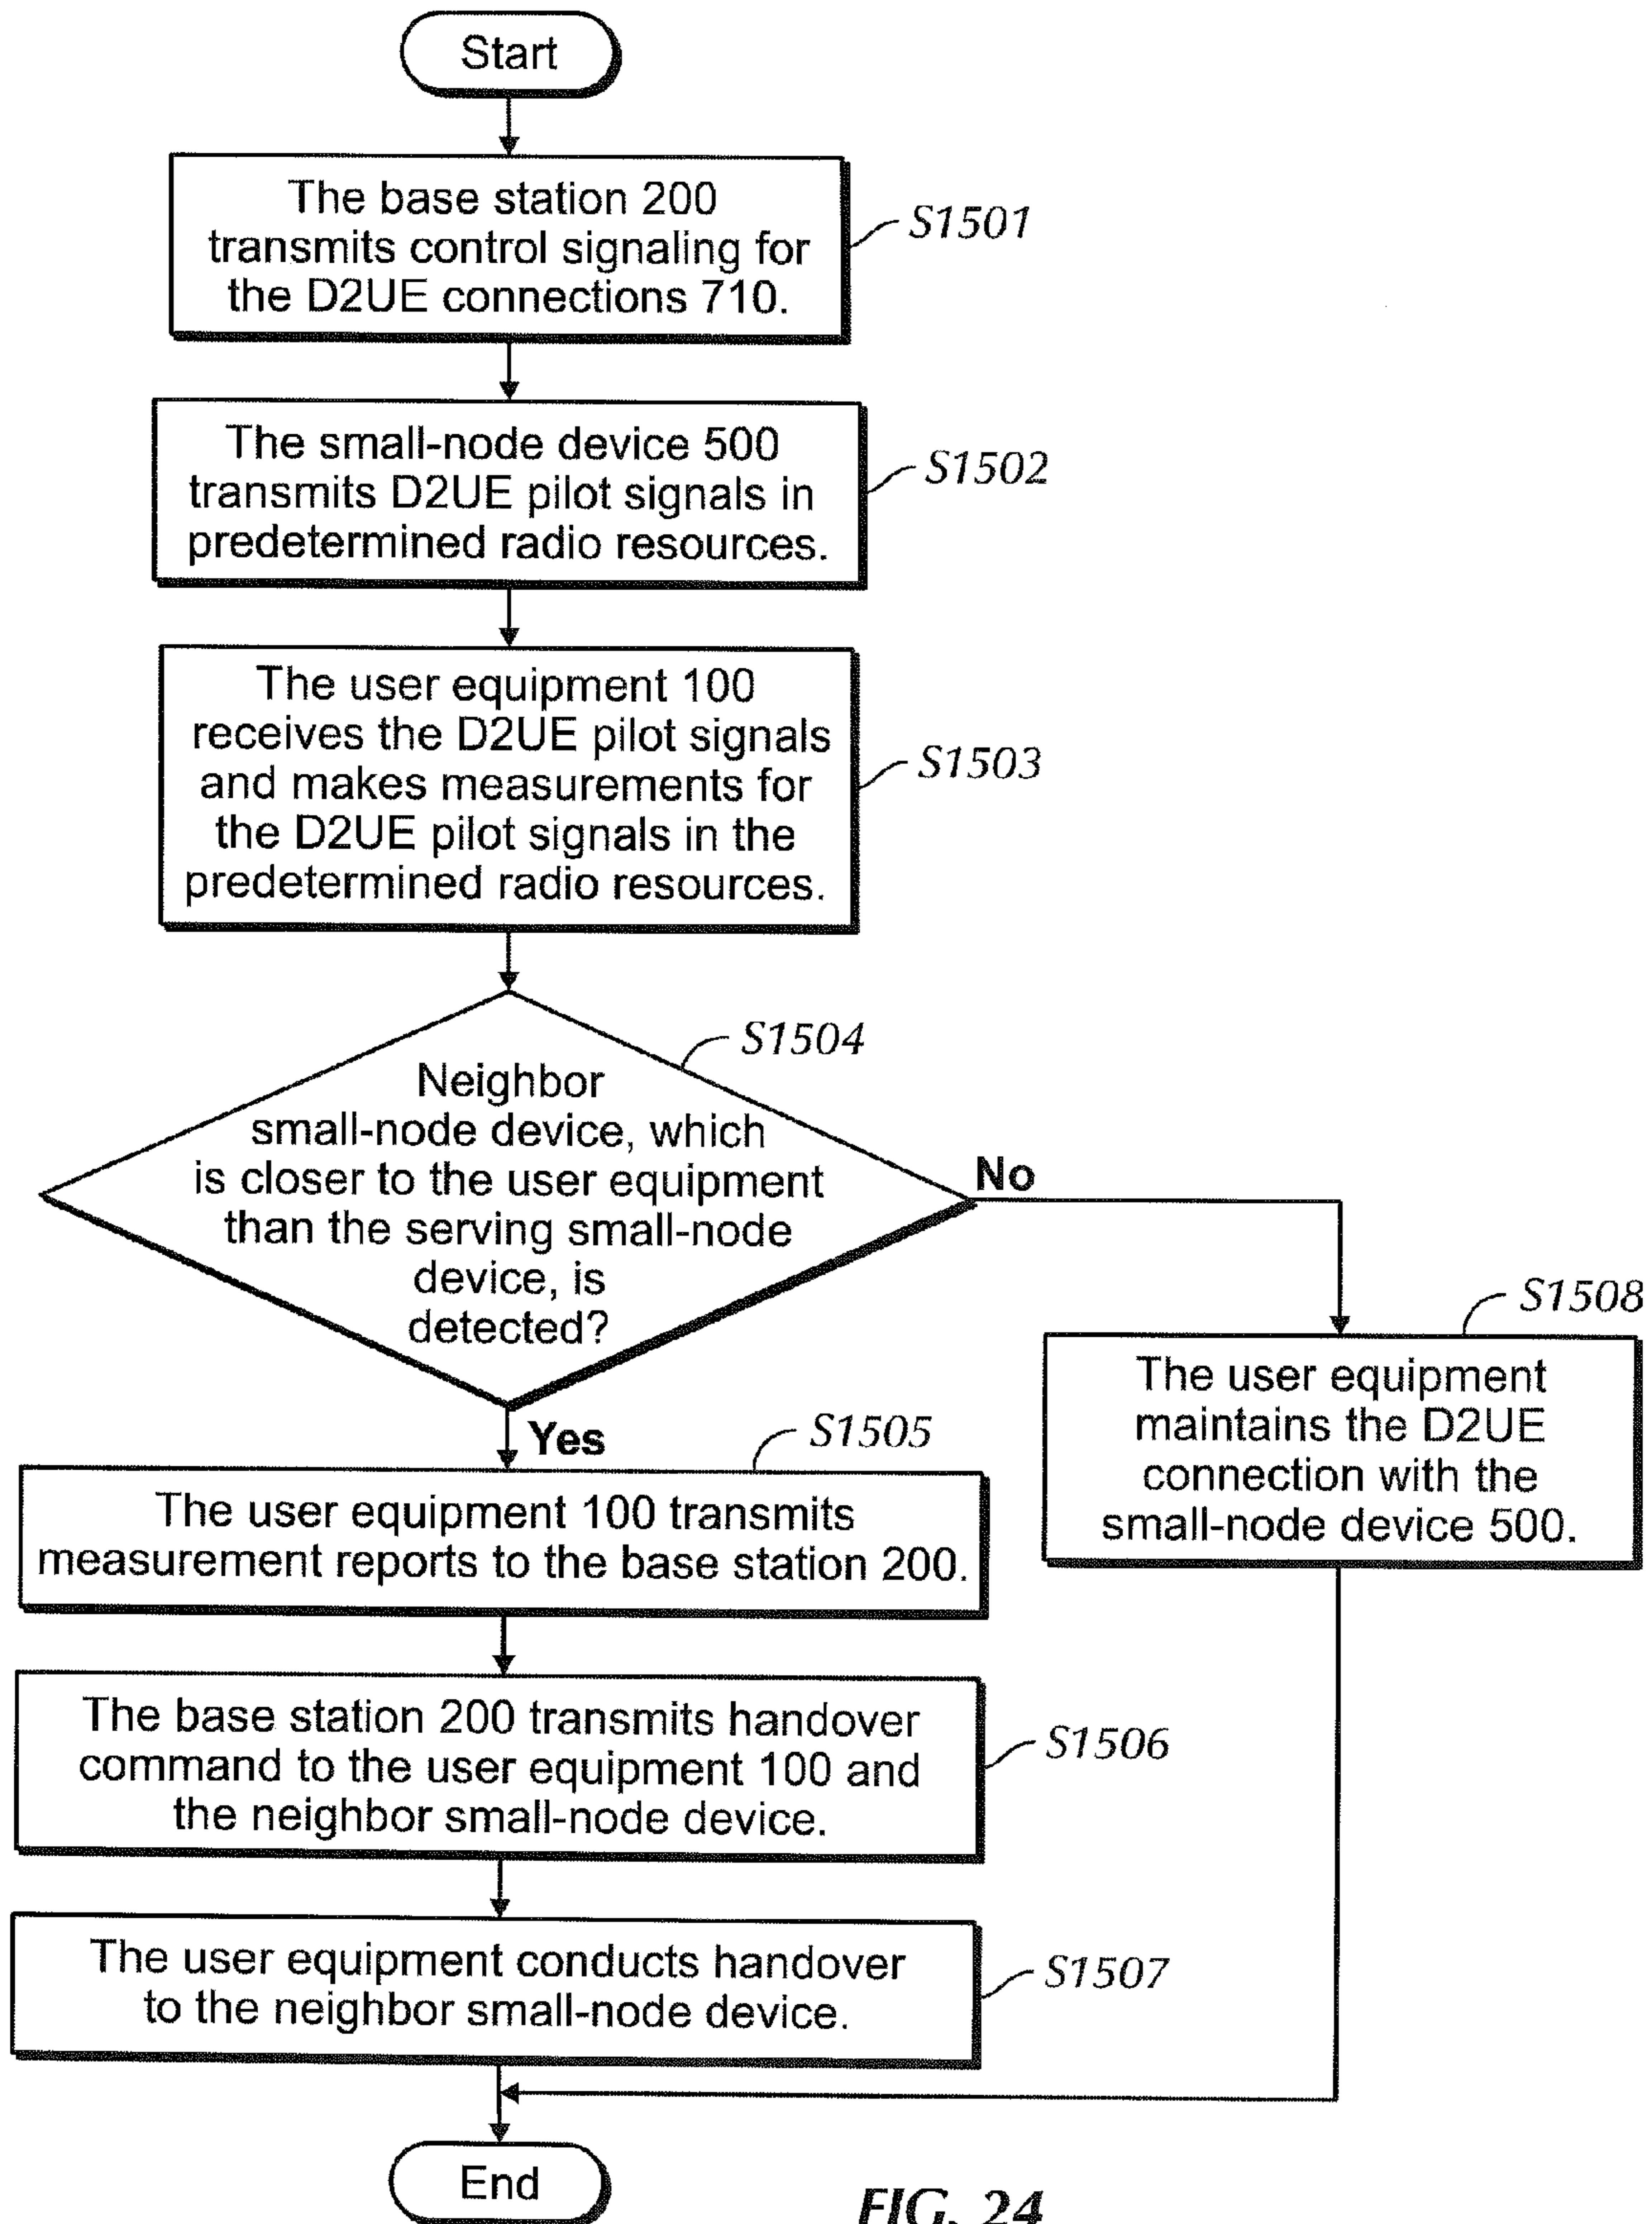 Start
The base station 200
transmits control signaling for
the D2UE connections 710.
S1501
The small-node device 500
transmits D2UE pilot signals in
predetermined radio resources.
S1502
The user equipment 100
receives the D2UE pilot signals
and makes measurements for
the D2UE pilot signals in the
predetermined radio resources.
S1503
S1504
Neighbor
small-node device, which
is closer to the user equipment
than the serving small-node
device, is
detected?
No
Yes
S1508
The user equipment
maintains the D2UE
connection with the
small-node device 500.
S1505
The user equipment 100 transmits
measurement reports to the base station 200.
The base station 200 transmits handover
command to the user equipment 100 and
the neighbor small-node device.
S1506
The user equipment conducts handover
to the neighbor small-node device.
S1507
End
FIG. 24